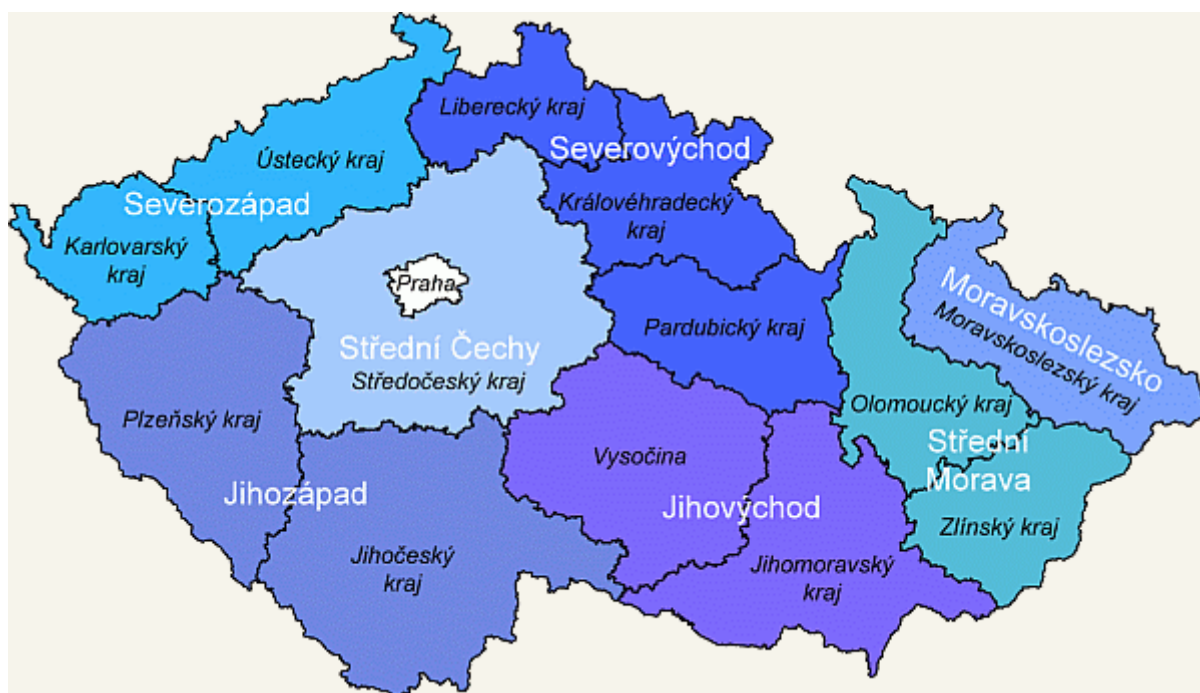 Liberecký kraj
Severovýchod
Ústecký kraj
Severozápad
Královéhradecký
kraj
Karlovarský
kraj
Praha
Moravskoslezsko
Moravskoslezský kraj
Pardubický kraj
Střední Čechy
Středočeský kraj
Plzeňský kraj
Olomoucký kraj
Vysočina
Střední
Morava
Jihozápad
Jihovýchod
Zlínský kraj
Jihočeský
kraj
Jihomoravský
kraj